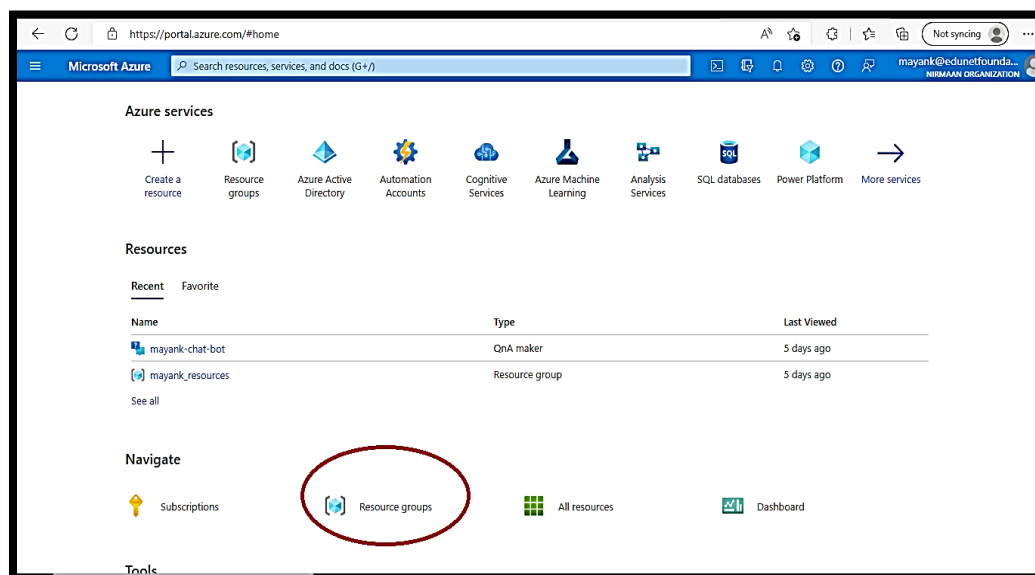 https://portal.azure.com/#home
Not syncing
Microsoft Azure
Search resources, services, and docs (G+/)
mayank@edunetfounda...
NIRMAAN ORGANIZATION
Azure services
Create a
resource
Resource
groups
Azure Active
Directory
Automation
Accounts
Cognitive
Services
Azure Machine
Learning
Analysis
Services
SQL databases
Power Platform
More services
Resources
Recent Favorite
Name Type Last Viewed
mayank-chat-bot QnA maker 5 days ago
mayank_resources Resource group 5 days ago
See all
Navigate
Subscriptions Resource groups All resources Dashboard
Tools